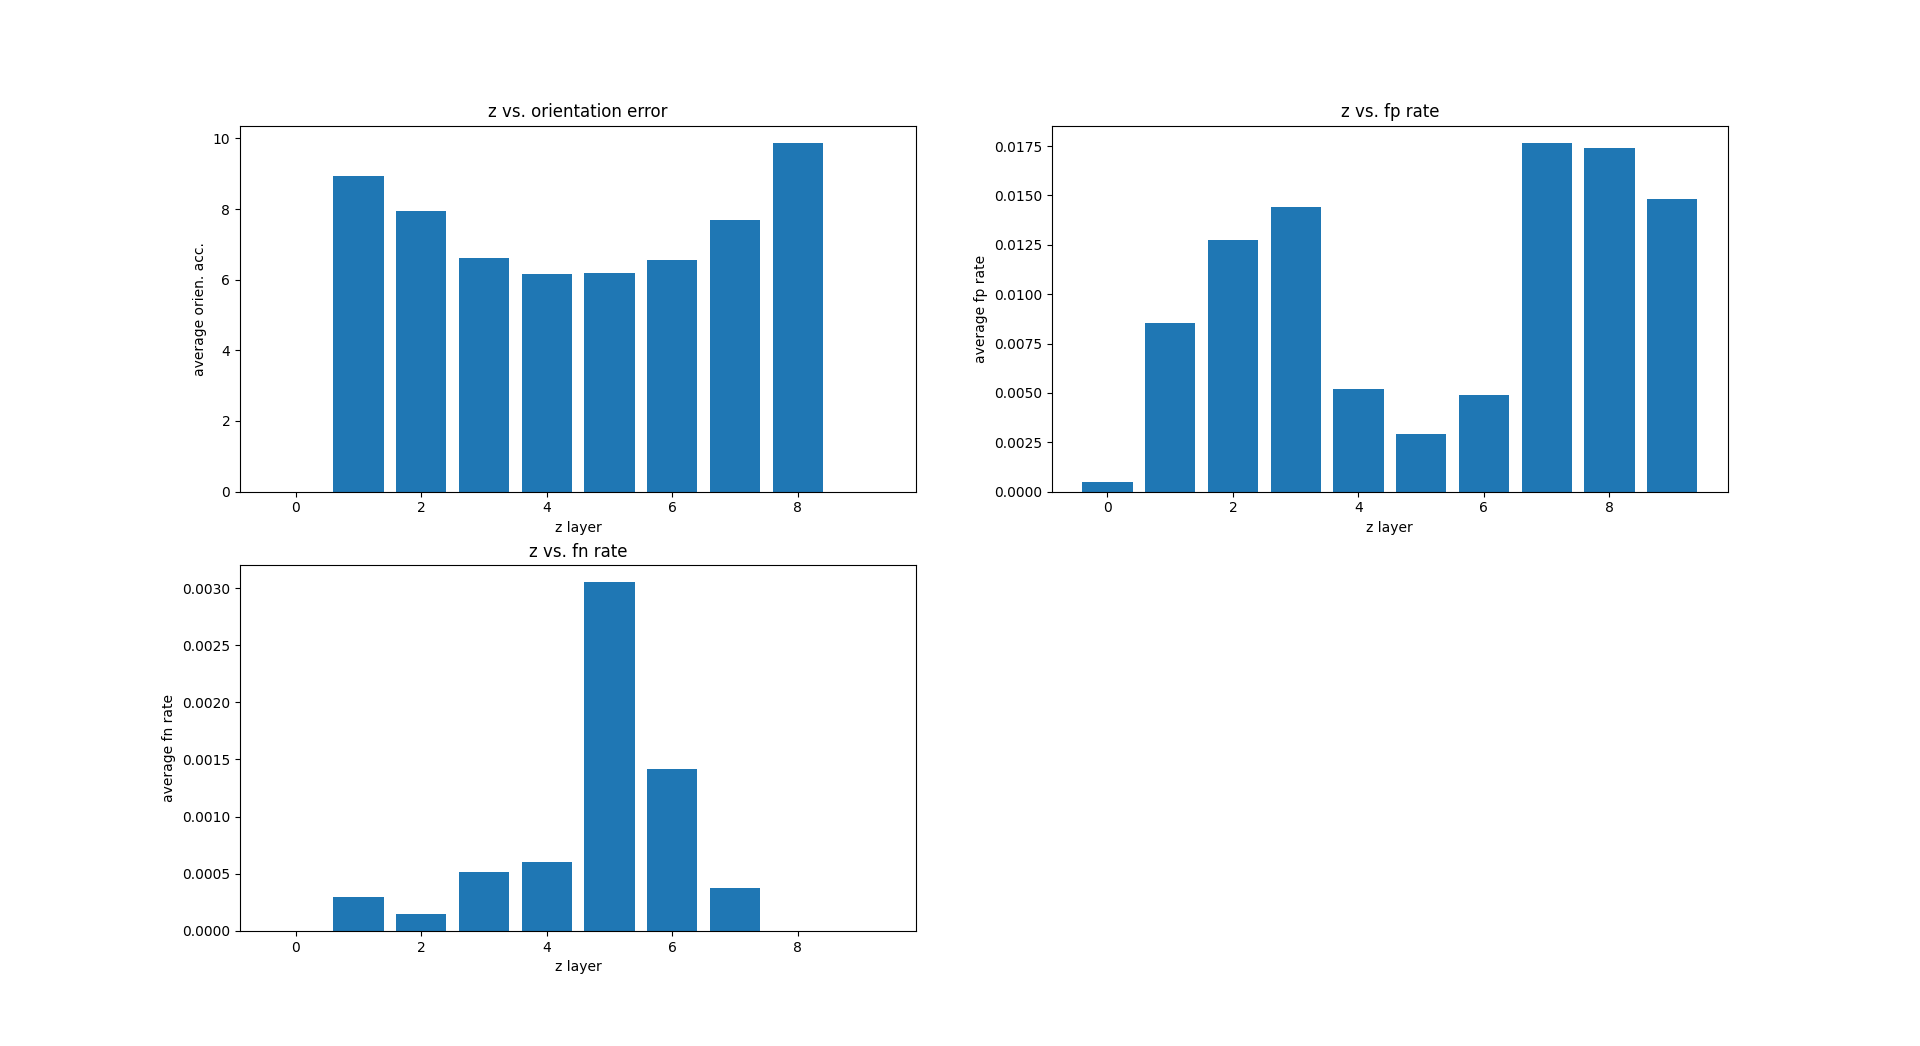 z vs. orientation error
average orien. acc.
10
8
6
4
2
0
0 2 4 6 8
z layer
z vs. fp rate
average fp rate
0.0175
0.0150
0.0125
0.0100
0.0075
0.0050
0.0025
0.0000
0 2 4 6 8
z layer
z vs. fn rate
average fn rate
0.0030
0.0025
0.0020
0.0015
0.0010
0.0005
0.0000
0 2 4 6 8
z layer